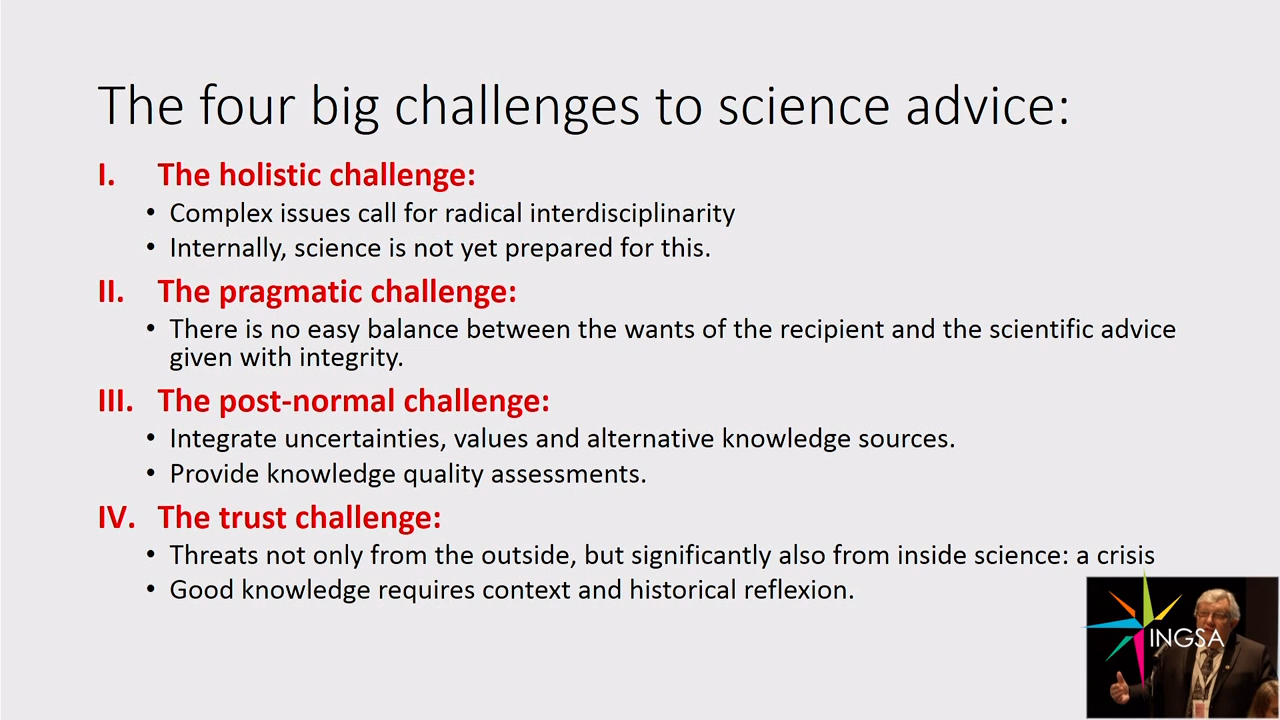 The four big challenges to science advice:
I. The holistic challenge:
• Complex issues call for radical interdisciplinarity
• Internally, science is not yet prepared for this.
II. The pragmatic challenge:
• There is no easy balance between the wants of the recipient and the scientific advice
given with integrity.
III. The post-normal challenge:
• Integrate uncertainties, values and alternative knowledge sources.
• Provide knowledge quality assessments.
IV. The trust challenge:
• Threats not only from the outside, but significantly also from inside science: a crisis
• Good knowledge requires context and historical reflexion.
INGSA